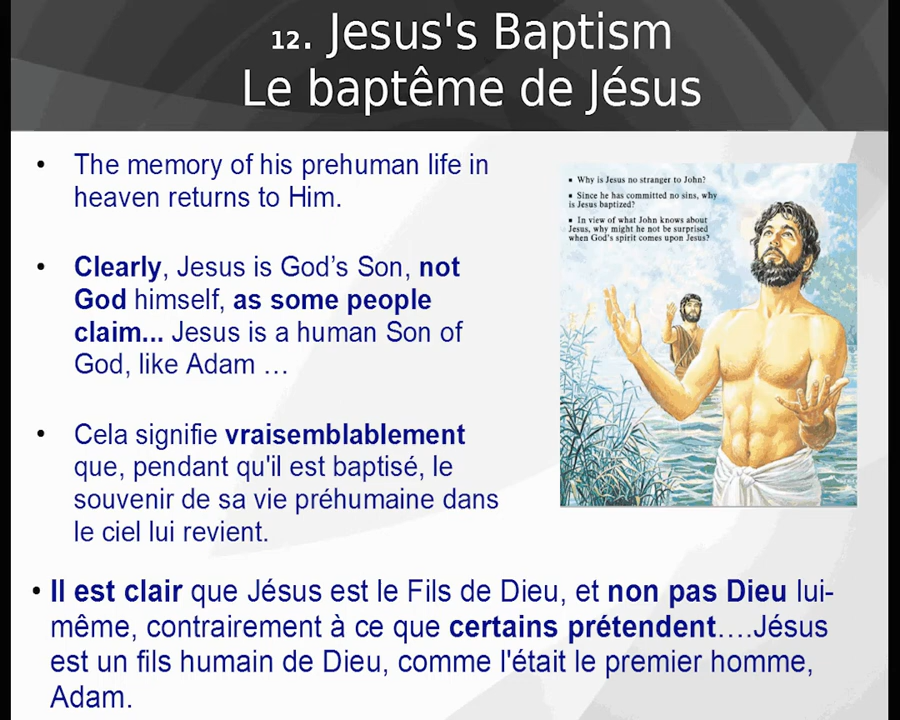 12. Jesus's Baptism
Le baptême de Jésus
• The memory of his prehuman life in
heaven returns to Him.
• Clearly, Jesus is God’s Son, not
God himself, as some people
claim... Jesus is a human Son of
God, like Adam …
• Cela signifie vraisemblablement
que, pendant qu'il est baptisé, le
souvenir de sa vie préhumaine dans
le ciel lui revient.
• Il est clair que Jésus est le Fils de Dieu, et non pas Dieu lui-
même, contrairement à ce que certains prétendent….Jésus
est un fils humain de Dieu, comme l'était le premier homme,
Adam.
▪ Why is Jesus no stranger to John?
▪ Since he has committed no sins, why
is Jesus baptized?
▪ In view of what John knows about
Jesus, why might he not be surprised
when God's spirit comes upon Jesus?